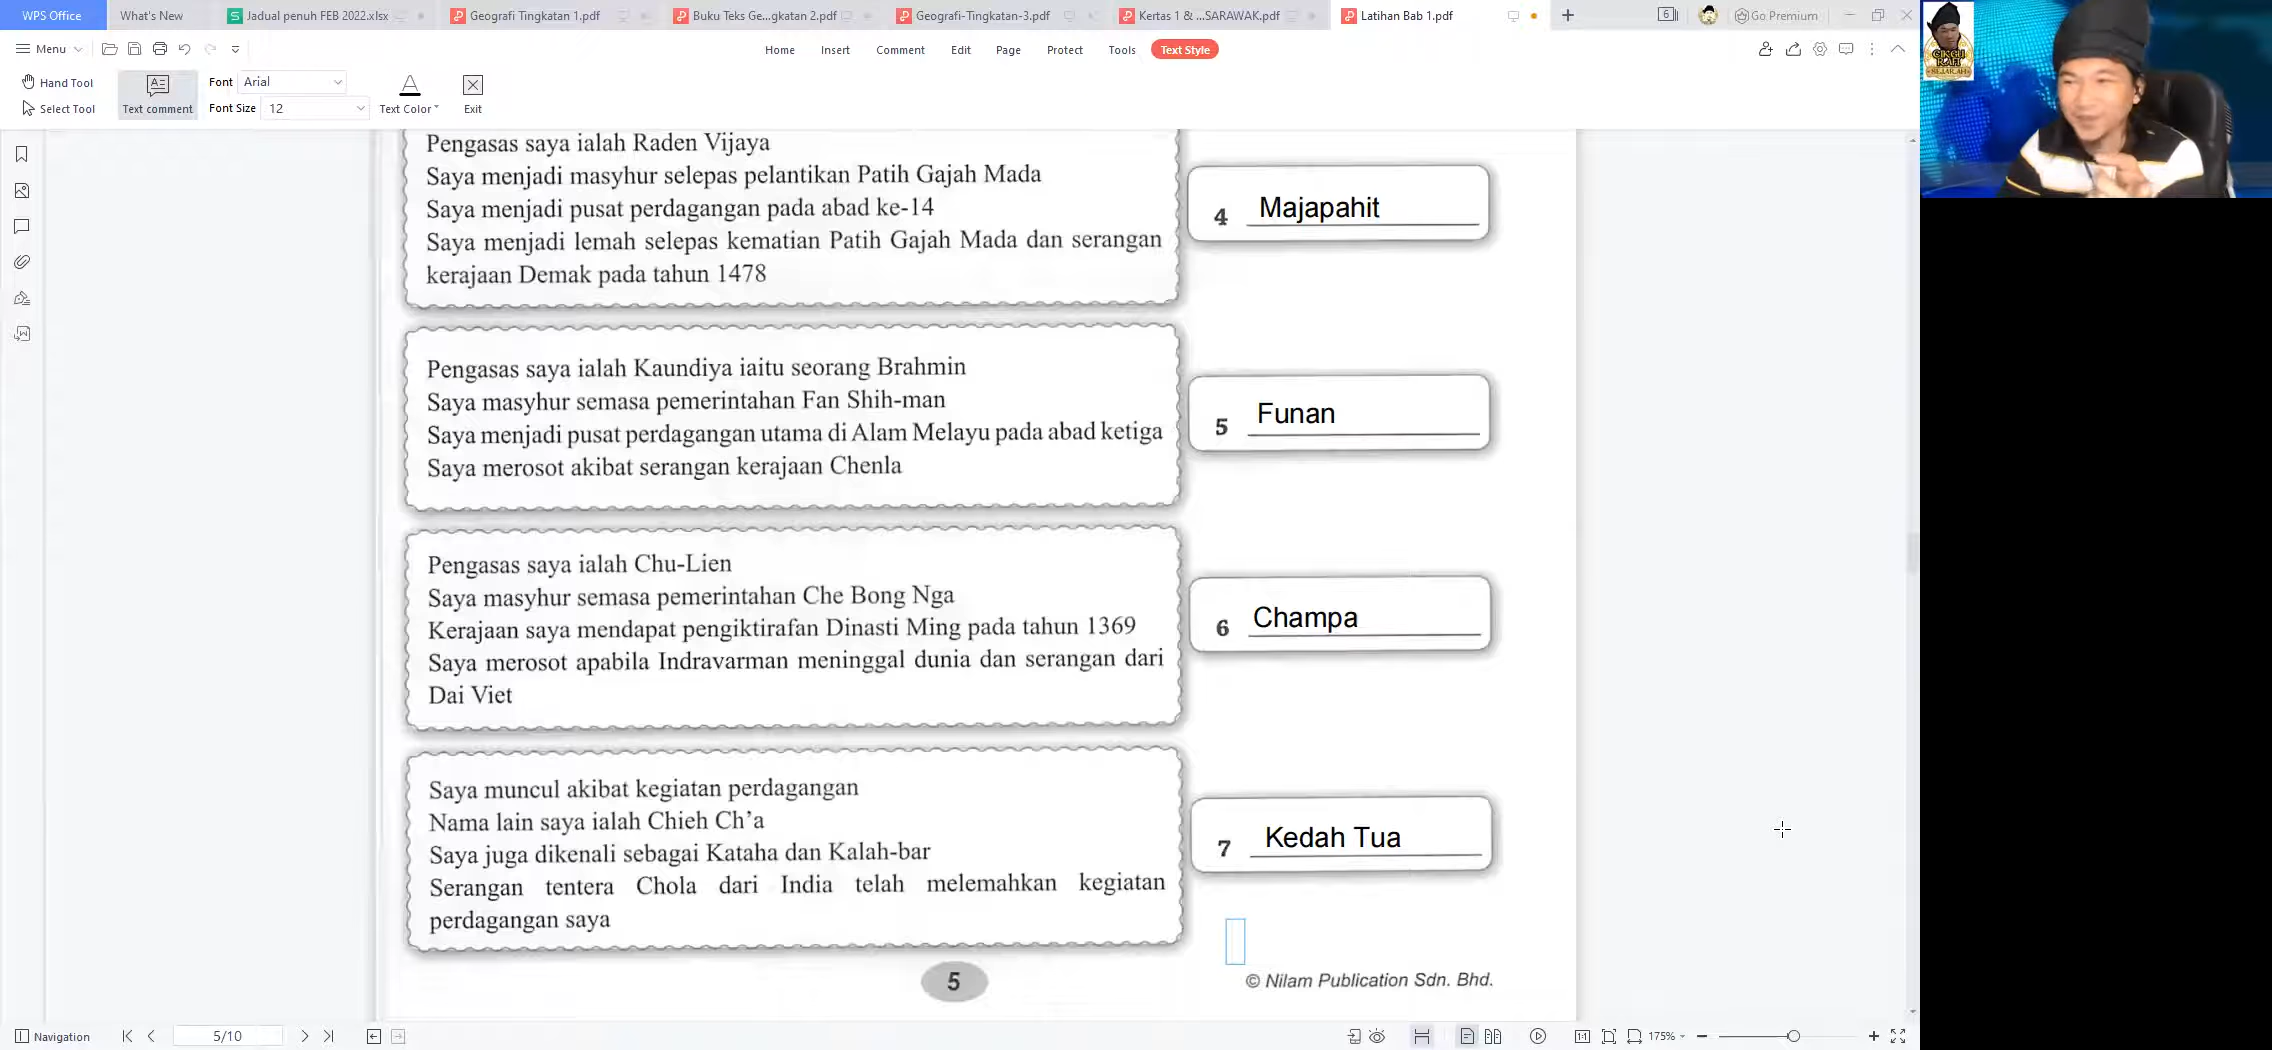 WPS Office What's New Jadual penuh FEB 2022.xlsx Geografi Tingkatan 1.pdf Buku Teks Ge...gkatan 2.pdf Geografi-Tingkatan-3.pdf Kertas 1 & ...SARAWAK.pdf Latihan Bab 1.pdf 6 Go Premium
Menu Home Insert Comment Edit Page Protect Tools Text Style
Hand Tool Text comment Font Arial Text Color Exit
Select Tool Font Size 12
CIKGU
RAFI
SEJARAH
Pengasas saya ialah Raden Vijaya
Saya menjadi masyhur selepas pelantikan Patih Gajah Mada
Saya menjadi pusat perdagangan pada abad ke-14
Saya menjadi lemah selepas kematian Patih Gajah Mada dan serangan
kerajaan Demak pada tahun 1478
4 Majapahit
Pengasas saya ialah Kaundiya iaitu seorang Brahmin
Saya masyhur semasa pemerintahan Fan Shih-man
Saya menjadi pusat perdagangan utama di Alam Melayu pada abad ketiga
Saya merosot akibat serangan kerajaan Chenla
5 Funan
Pengasas saya ialah Chu-Lien
Saya masyhur semasa pemerintahan Che Bong Nga
Kerajaan saya mendapat pengiktirafan Dinasti Ming pada tahun 1369
Saya merosot apabila Indravarman meninggal dunia dan serangan dari
Dai Viet
6 Champa
Saya muncul akibat kegiatan perdagangan
Nama lain saya ialah Chieh Ch'a
Saya juga dikenali sebagai Kataha dan Kalah-bar
Serangan tentera Chola dari India telah melemahkan kegiatan
perdagangan saya
7 Kedah Tua
5
© Nilam Publication Sdn. Bhd.
Navigation 5/10 1:1 175%